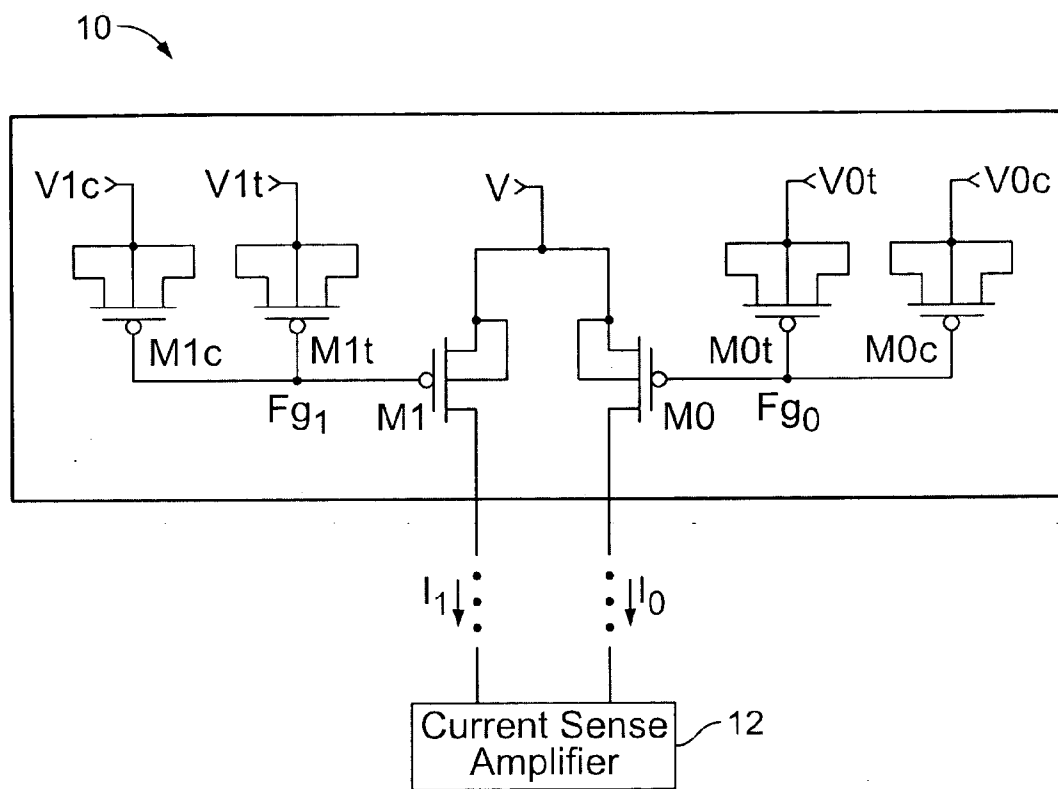 10
V1c V1t V V0t V0c
M1c M1t M0t M0c
Fg1 M1 M0 Fg0
I1 I0
Current Sense
Amplifier
12